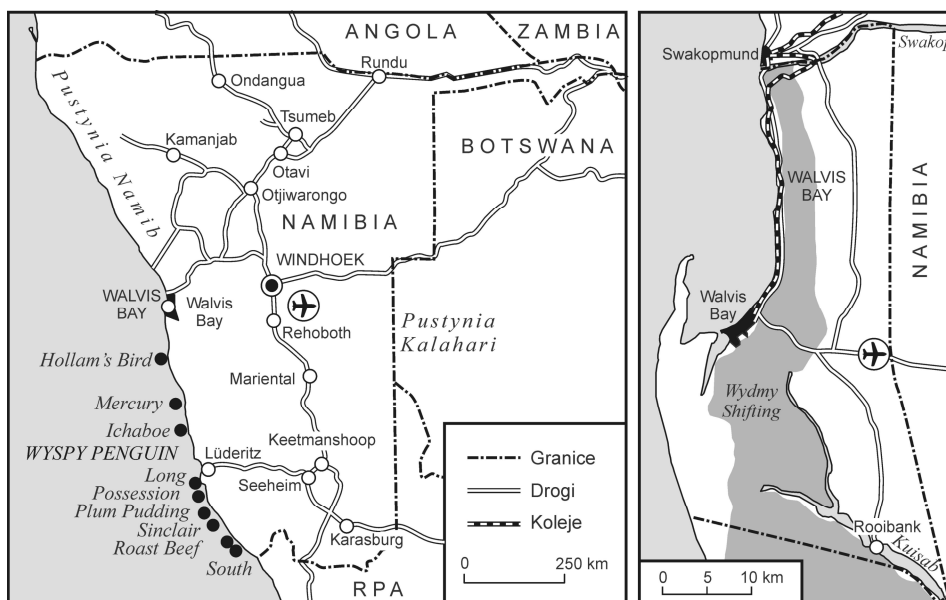 ANGOLA
ZAMBIA
Rundu
Ondangua
Pustynia Namib
Tsumeb
Kamanjab
BOTSWANA
Otavi
Otjiwarongo
NAMIBIA
WINDHOEK
WALVIS
BAY
Walvis
Bay
Rehoboth
Pustynia
Kalahari
Hollam's Bird
Mariental
Mercury
Ichaboe
WYSPY PENGUIN
Keetmanshoop
Lüderitz
Long
Seeheim
Possession
Plum Pudding
Sinclair
Karasburg
Roast Beef
South
RPA
Granice
Drogi
Koleje
0 250 km
Swakopmund
Swakop
WALVIS
BAY
NAMIBIA
Walvis
Bay
Wydmy
Shifting
Rooibank
Kuisab
0 5 10 km